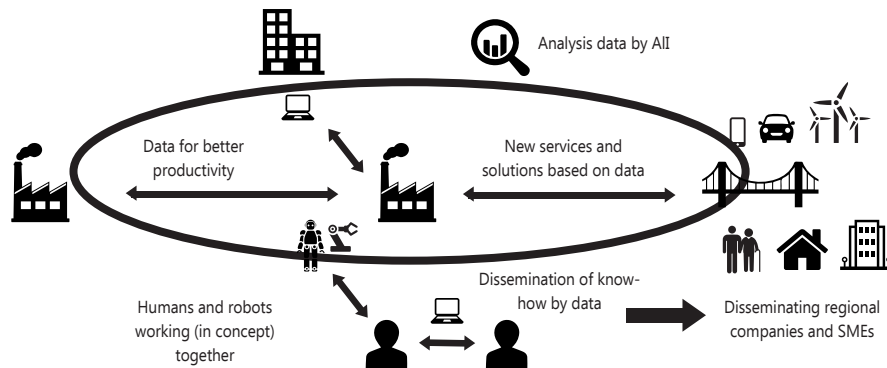 Analysis data by AlI
Data for better
productivity
New services and
solutions based on data
Dissemination of know-
how by data
Humans and robots
working (in concept)
together
Disseminating regional
companies and SMEs